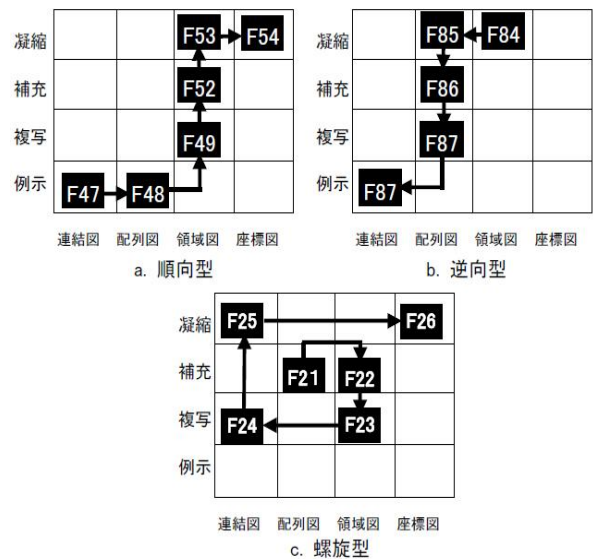 凝縮 F53 F54
補充 F52
複写 F49
例示 F47 F48
連結図 配列図 領域図 座標図
a. 順向型
凝縮 F85 F84
補充 F86
複写 F87
例示 F87
連結図 配列図 領域図 座標図
b. 逆向型
凝縮 F25 F26
補充 F21 F22
複写 F24 F23
例示
連結図 配列図 領域図 座標図
c. 螺旋型